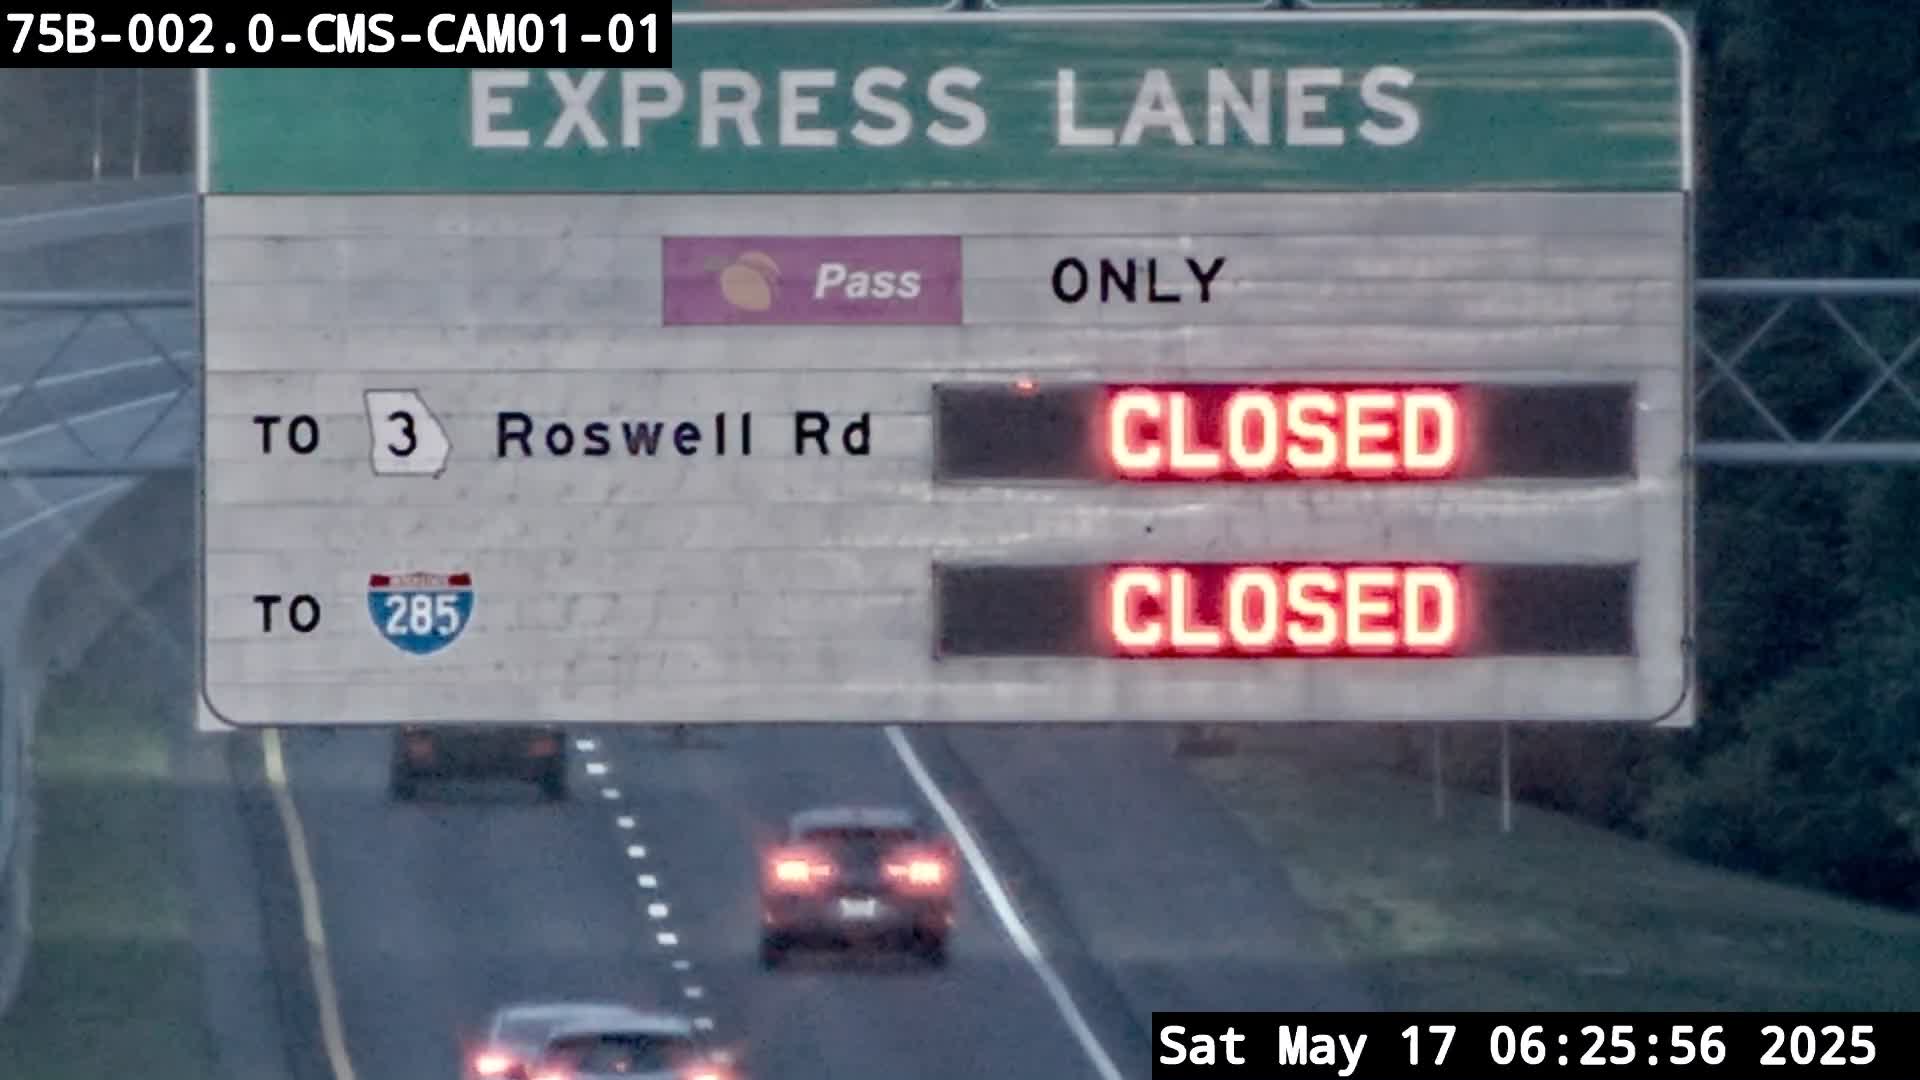 75B-002.0-CMS-CAM01-01
EXPRESS LANES
Pass ONLY
TO 3 Roswell Rd CLOSED
TO 285 CLOSED
Sat May 17 06:25:56 2025